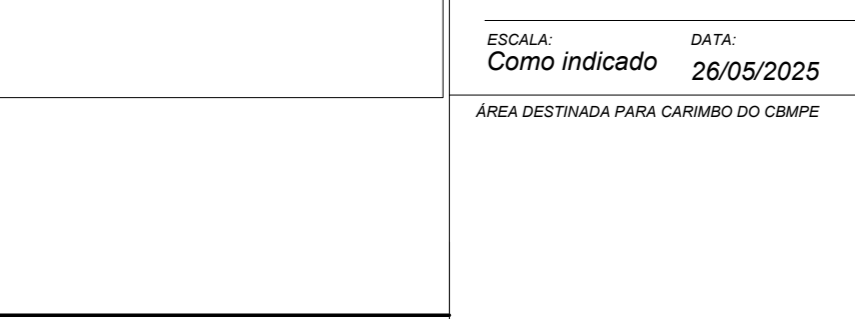 ESCALA: DATA:
Como indicado 26/05/2025
ÁREA DESTINADA PARA CARIMBO DO CBMPE